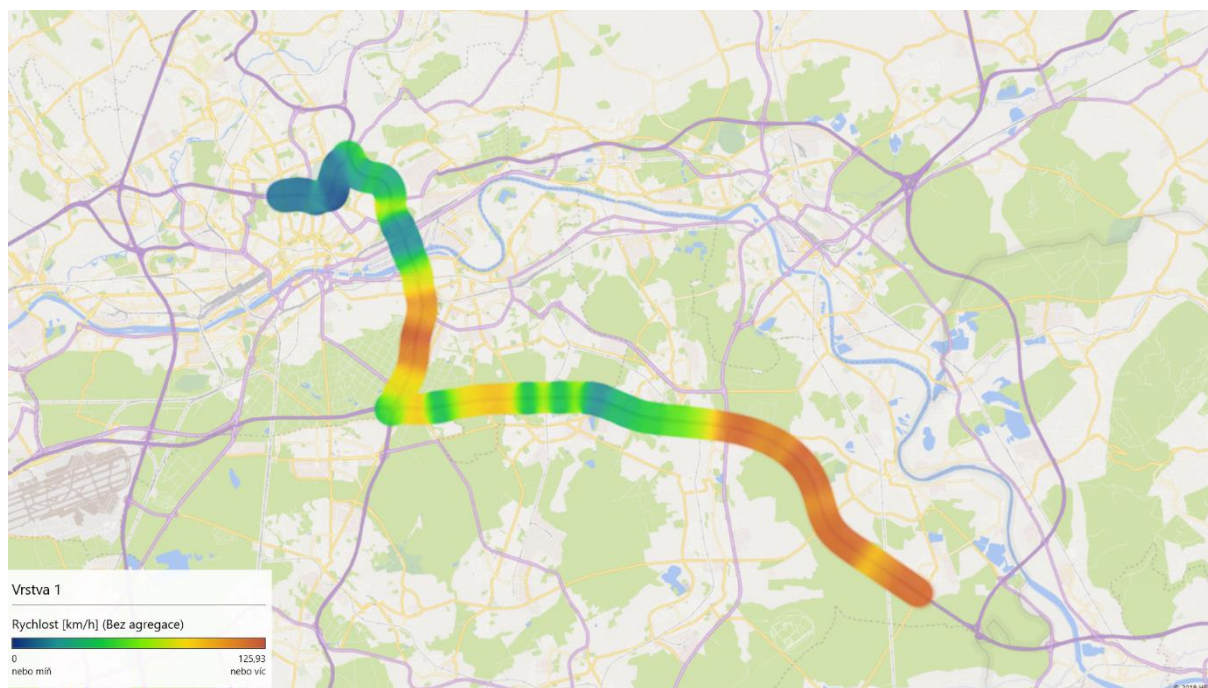 Vrstva 1
Rychlost [km/h] (Bez agregace)
0
nebo míň
125,93
nebo víc